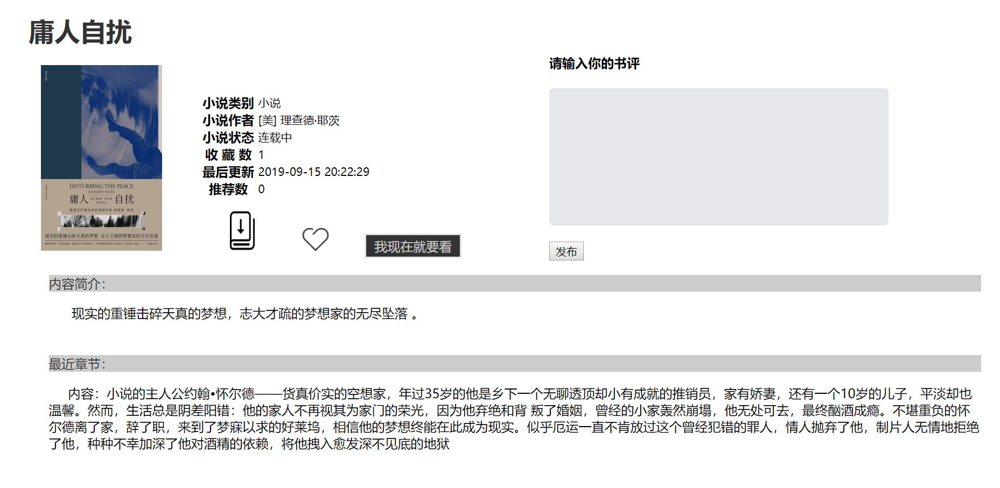 庸人自扰
请输入你的书评
DISTURBING THE PEACE
RICHARD YATES
庸人 自扰
现实的重锤击碎天真的梦想 志大才疏的梦想家的无尽坠落
小说类别 小说
小说作者 [美] 理查德·耶茨
小说状态 连载中
收 藏 数 1
最后更新 2019-09-15 20:22:29
推荐数 0
我现在就要看
发布
内容简介：
现实的重锤击碎天真的梦想，志大才疏的梦想家的无尽坠落 。
最近章节：
内容：小说的主人公约翰•怀尔德——货真价实的空想家，年过35岁的他是乡下一个无聊透顶却小有成就的推销员，家有娇妻，还有一个10岁的儿子，平淡却也
温馨。然而，生活总是阴差阳错：他的家人不再视其为家门的荣光，因为他弃绝和背 叛了婚姻，曾经的小家轰然崩塌，他无处可去，最终酗酒成瘾。不堪重负的怀
尔德离了家，辞了职，来到了梦寐以求的好莱坞，相信他的梦想终能在此成为现实。似乎厄运一直不肯放过这个曾经犯错的罪人，情人抛弃了他，制片人无情地拒绝
了他，种种不幸加深了他对酒精的依赖，将他拽入愈发深不见底的地狱